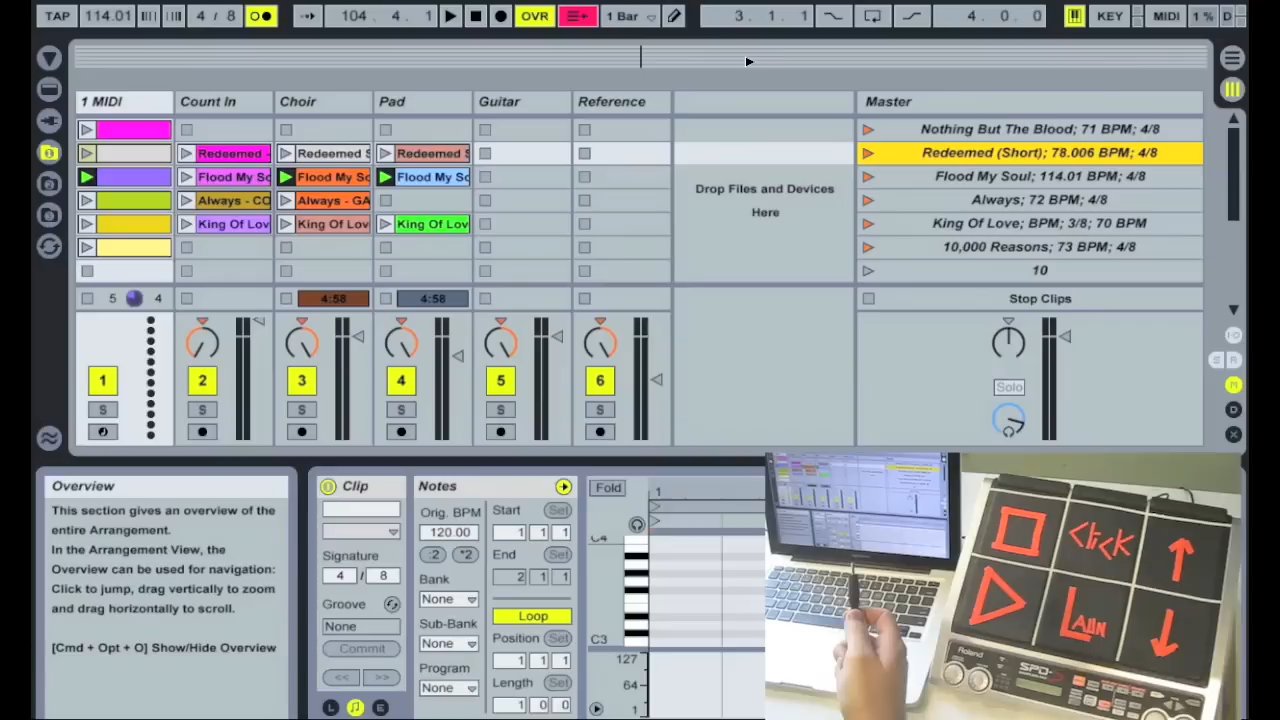 TAP 114.01 4 / 8 104. 4. 1 OVR 1 Bar 3. 1. 1 4. 0. 0 KEY MIDI 1 % D
1 MIDI Count In Choir Pad Guitar Reference Master
Nothing But The Blood; 71 BPM; 4/8
Redeemed - Redeemed S Redeemed S Redeemed (Short); 78.006 BPM; 4/8
Flood My So Flood My So Flood My So Flood My Soul; 114.01 BPM; 4/8
Always - CO Always - GA Always; 72 BPM; 4/8
King Of Lov King Of Lov King Of Lov King Of Love; BPM; 3/8; 70 BPM
10,000 Reasons; 73 BPM; 4/8
10
Drop Files and Devices
Here
5 4 4:58 4:58 Stop Clips
1 2 3 4 5 6
Solo
S S S S S S
S R
M
D
X
Overview
This section gives an overview of the
entire Arrangement.
In the Arrangement View, the
Overview can be used for navigation:
Click to jump, drag vertically to zoom
and drag horizontally to scroll.
[Cmd + Opt + O] Show/Hide Overview
Clip
Signature
4 / 8
Groove
None
Commit
<< >>
L E
Notes
Orig. BPM
120.00
:2 *2
Bank
None
Sub-Bank
None
Program
None
Start Set
1 1 1
End Set
2 1 1
Loop
Position Set
1 1 1
Length Set
1 0 0
Fold 1
C4
C3
127
64
1
CLICK
LAUN
Roland
SPD-S